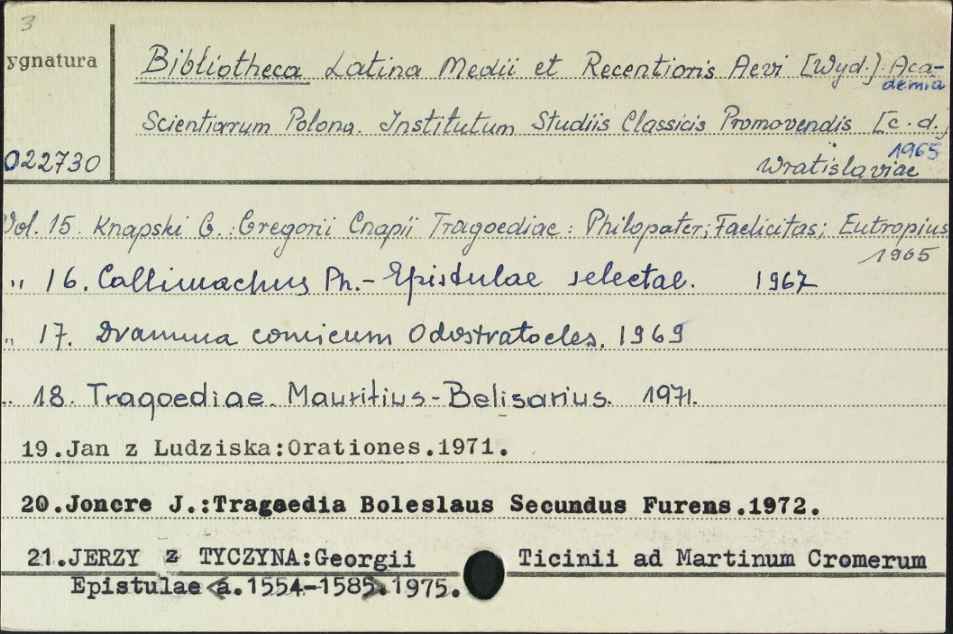 3
ygnatura
Bibliotheca Latina Medii et Recentioris Aevi [Wyd.] Aca-
demia
Scientiarum Polona. Institutum Studiis Classicis Promovendis [c.d.]
022730
Wratislaviae 1965
Vol. 15. Knapski G.: Gregorii Cnapii Tragoediae: Philopater; Faelicitas; Eutropius
1965
" 16. Callimachus Ph.- Epistulae selectae. 1967
" 17. Dramma comicum Odostratocles. 1969
" 18. Tragoediae. Mauritius-Belisarius. 1971.
19.Jan z Ludziska:Orationes.1971.
20.Joncre J.:Tragaedia Boleslaus Secundus Furens.1972.
21.JERZY z TYCZYNA:Georgii Ticinii ad Martinum Cromerum
Epistulae <a.1554-1585>.1975.